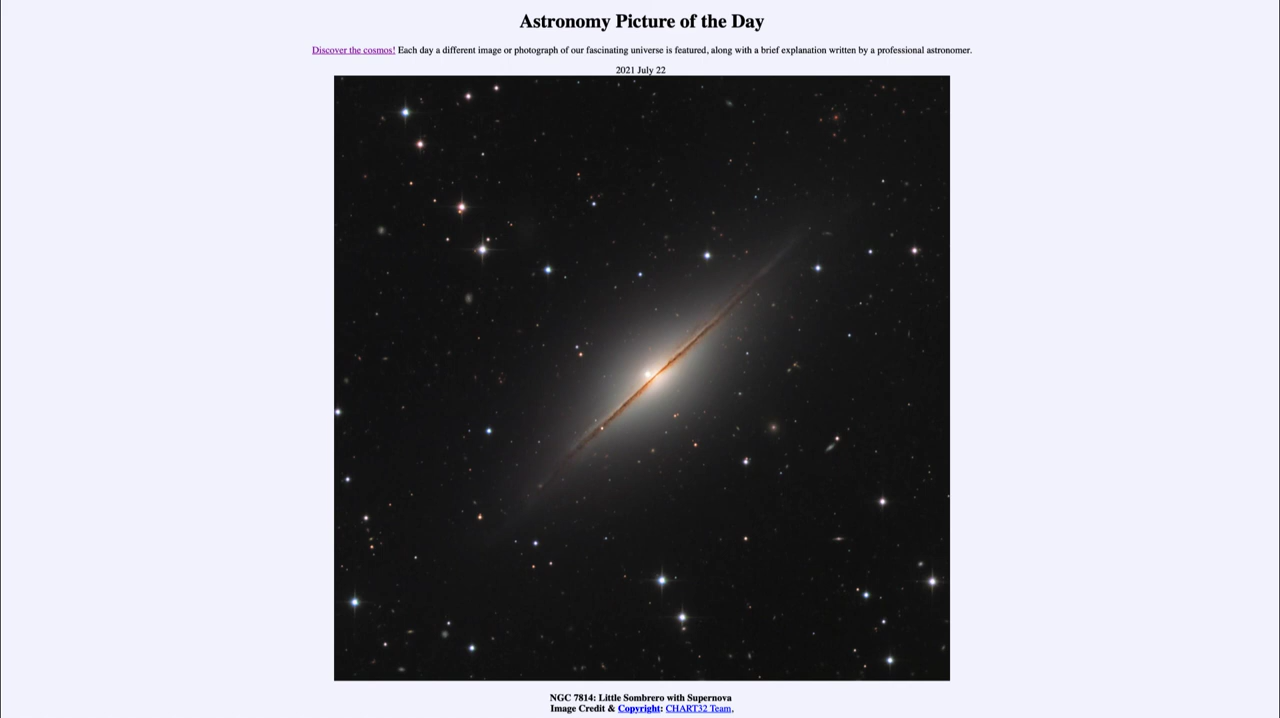 Astronomy Picture of the Day
Discover the cosmos! Each day a different image or photograph of our fascinating universe is featured, along with a brief explanation written by a professional astronomer.
2021 July 22
NGC 7814: Little Sombrero with Supernova
Image Credit & Copyright: CHART32 Team,